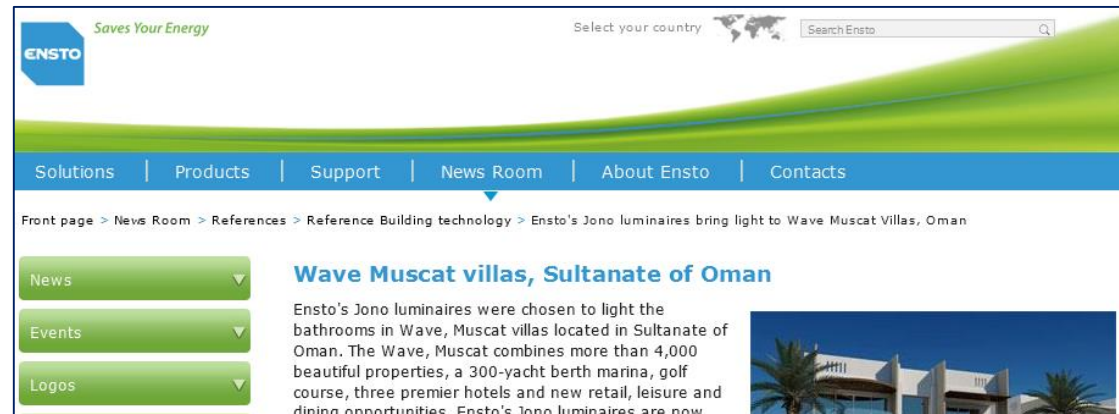 Saves Your Energy
ENSTO
Select your country
Search Ensto
Solutions | Products | Support | News Room | About Ensto | Contacts
Front page > News Room > References > Reference Building technology > Ensto's Jono luminaires bring light to Wave Muscat Villas, Oman
News
Events
Logos
Wave Muscat villas, Sultanate of Oman
Ensto's Jono luminaires were chosen to light the
bathrooms in Wave, Muscat villas located in Sultanate of
Oman. The Wave, Muscat combines more than 4,000
beautiful properties, a 300-yacht berth marina, golf
course, three premier hotels and new retail, leisure and
dining opportunities. Ensto's Jono luminaires are now